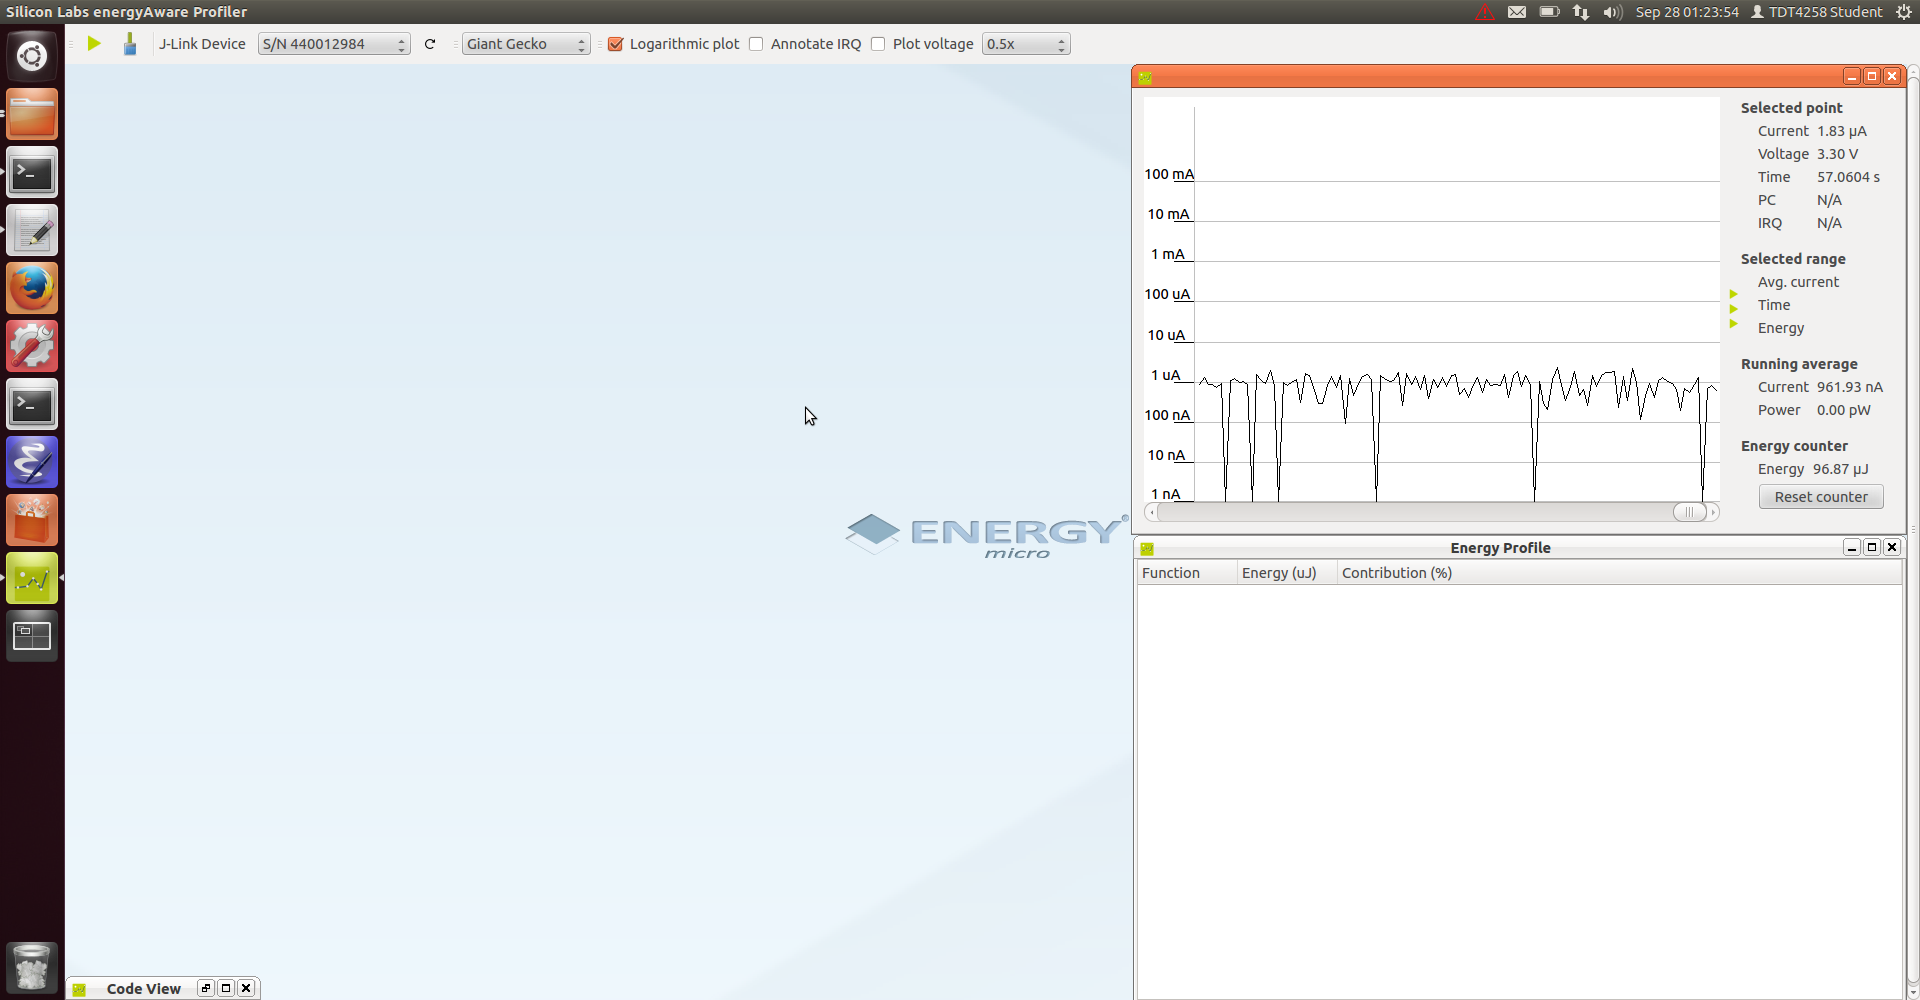 Silicon Labs energyAware Profiler
Sep 28 01:23:54 TDT4258 Student
J-Link Device S/N 440012984 Giant Gecko Logarithmic plot Annotate IRQ Plot voltage 0.5x
100 mA
10 mA
1 mA
100 uA
10 uA
1 uA
100 nA
10 nA
1 nA
Selected point
Current 1.83 µA
Voltage 3.30 V
Time 57.0604 s
PC N/A
IRQ N/A
Selected range
Avg. current
Time
Energy
Running average
Current 961.93 nA
Power 0.00 pW
Energy counter
Energy 96.87 µJ
Reset counter
ENERGY®
micro
Energy Profile
Function Energy (uJ) Contribution (%)
Code View